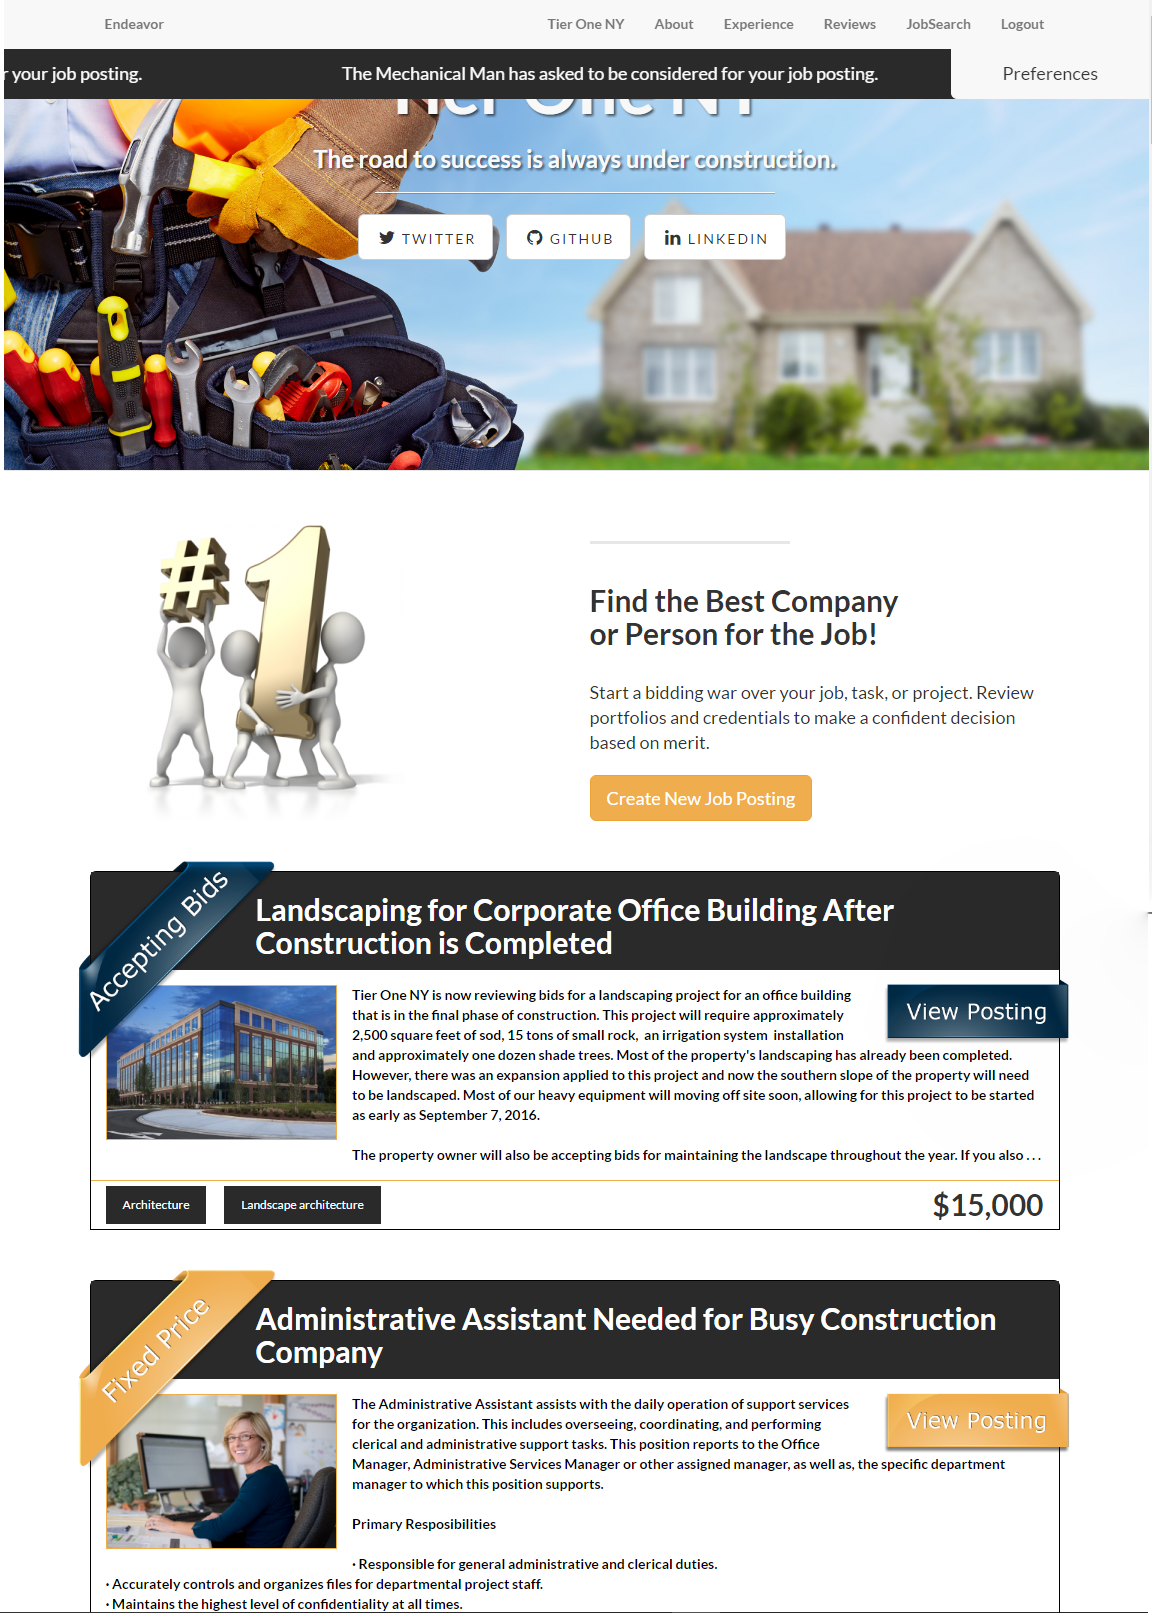 Endeavor
Tier One NY About Experience Reviews JobSearch Logout
r your job posting. The Mechanical Man has asked to be considered for your job posting. Preferences
Tier One NY
The road to success is always under construction.
TWITTER GITHUB LINKEDIN
#1
Find the Best Company
or Person for the Job!
Start a bidding war over your job, task, or project. Review
portfolios and credentials to make a confident decision
based on merit.
Create New Job Posting
Accepting Bids
Landscaping for Corporate Office Building After
Construction is Completed
View Posting
Tier One NY is now reviewing bids for a landscaping project for an office building
that is in the final phase of construction. This project will require approximately
2,500 square feet of sod, 15 tons of small rock, an irrigation system installation
and approximately one dozen shade trees. Most of the property's landscaping has already been completed.
However, there was an expansion applied to this project and now the southern slope of the property will need
to be landscaped. Most of our heavy equipment will moving off site soon, allowing for this project to be started
as early as September 7, 2016.
The property owner will also be accepting bids for maintaining the landscape throughout the year. If you also . . .
Architecture Landscape architecture $15,000
Fixed Price
Administrative Assistant Needed for Busy Construction
Company
View Posting
The Administrative Assistant assists with the daily operation of support services
for the organization. This includes overseeing, coordinating, and performing
clerical and administrative support tasks. This position reports to the Office
Manager, Administrative Services Manager or other assigned manager, as well as, the specific department
manager to which this position supports.
Primary Resposibilities
· Responsible for general administrative and clerical duties.
· Accurately controls and organizes files for departmental project staff.
· Maintains the highest level of confidentiality at all times.